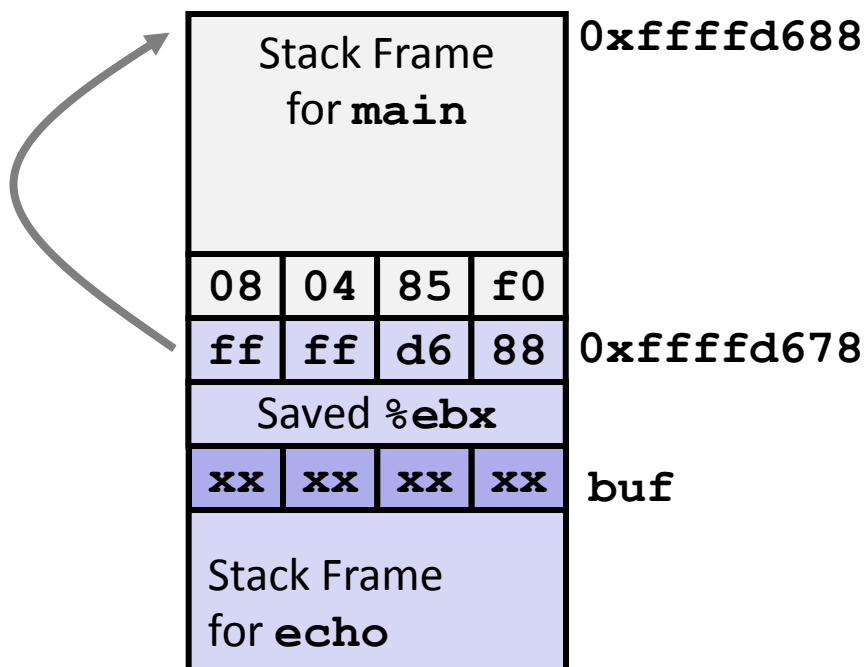 Stack Frame 0xffffd688
for main
08 04 85 f0
ff ff d6 88 0xffffd678
Saved %ebx
xx xx xx xx buf
Stack Frame
for echo